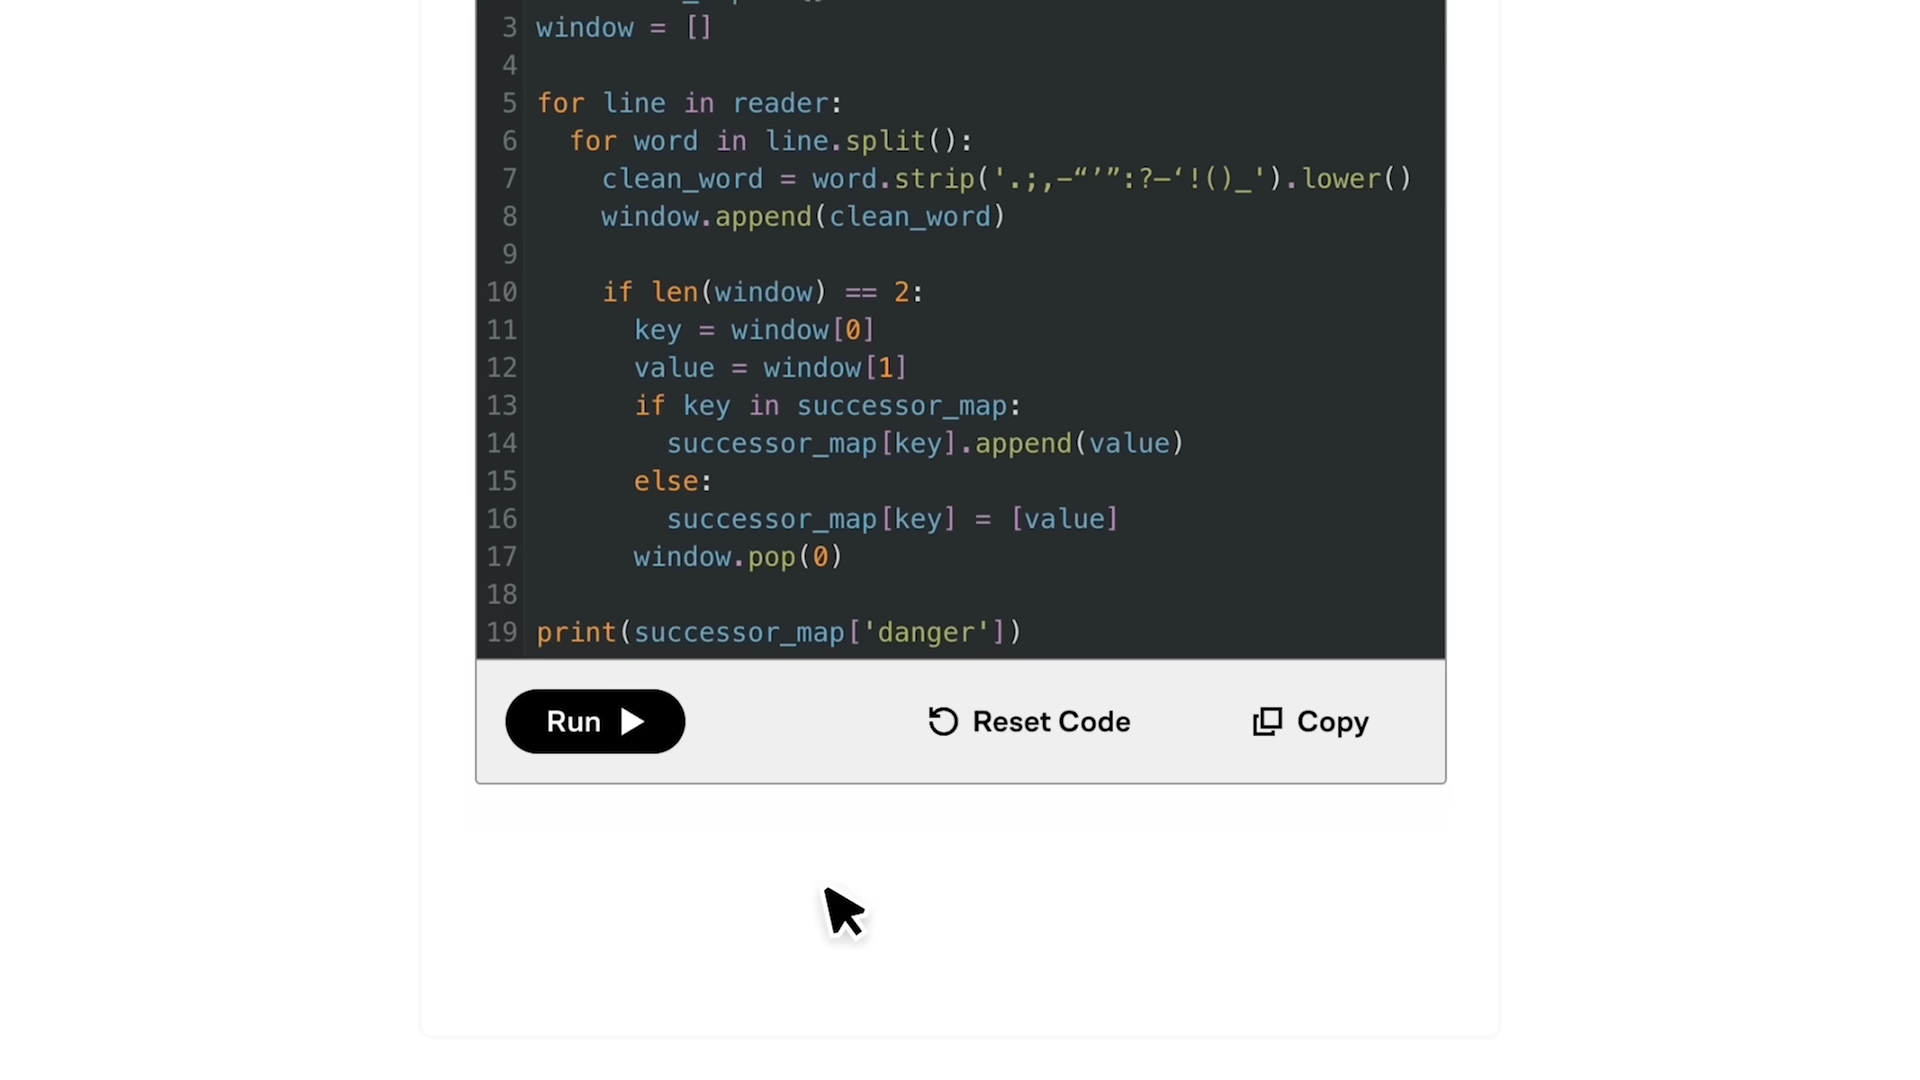 3 window = []
4
5 for line in reader:
6 for word in line.split():
7 clean_word = word.strip('.;,—“’”:?—‘!()_').lower()
8 window.append(clean_word)
9
10 if len(window) == 2:
11 key = window[0]
12 value = window[1]
13 if key in successor_map:
14 successor_map[key].append(value)
15 else:
16 successor_map[key] = [value]
17 window.pop(0)
18
19 print(successor_map['danger'])
Run Reset Code Copy